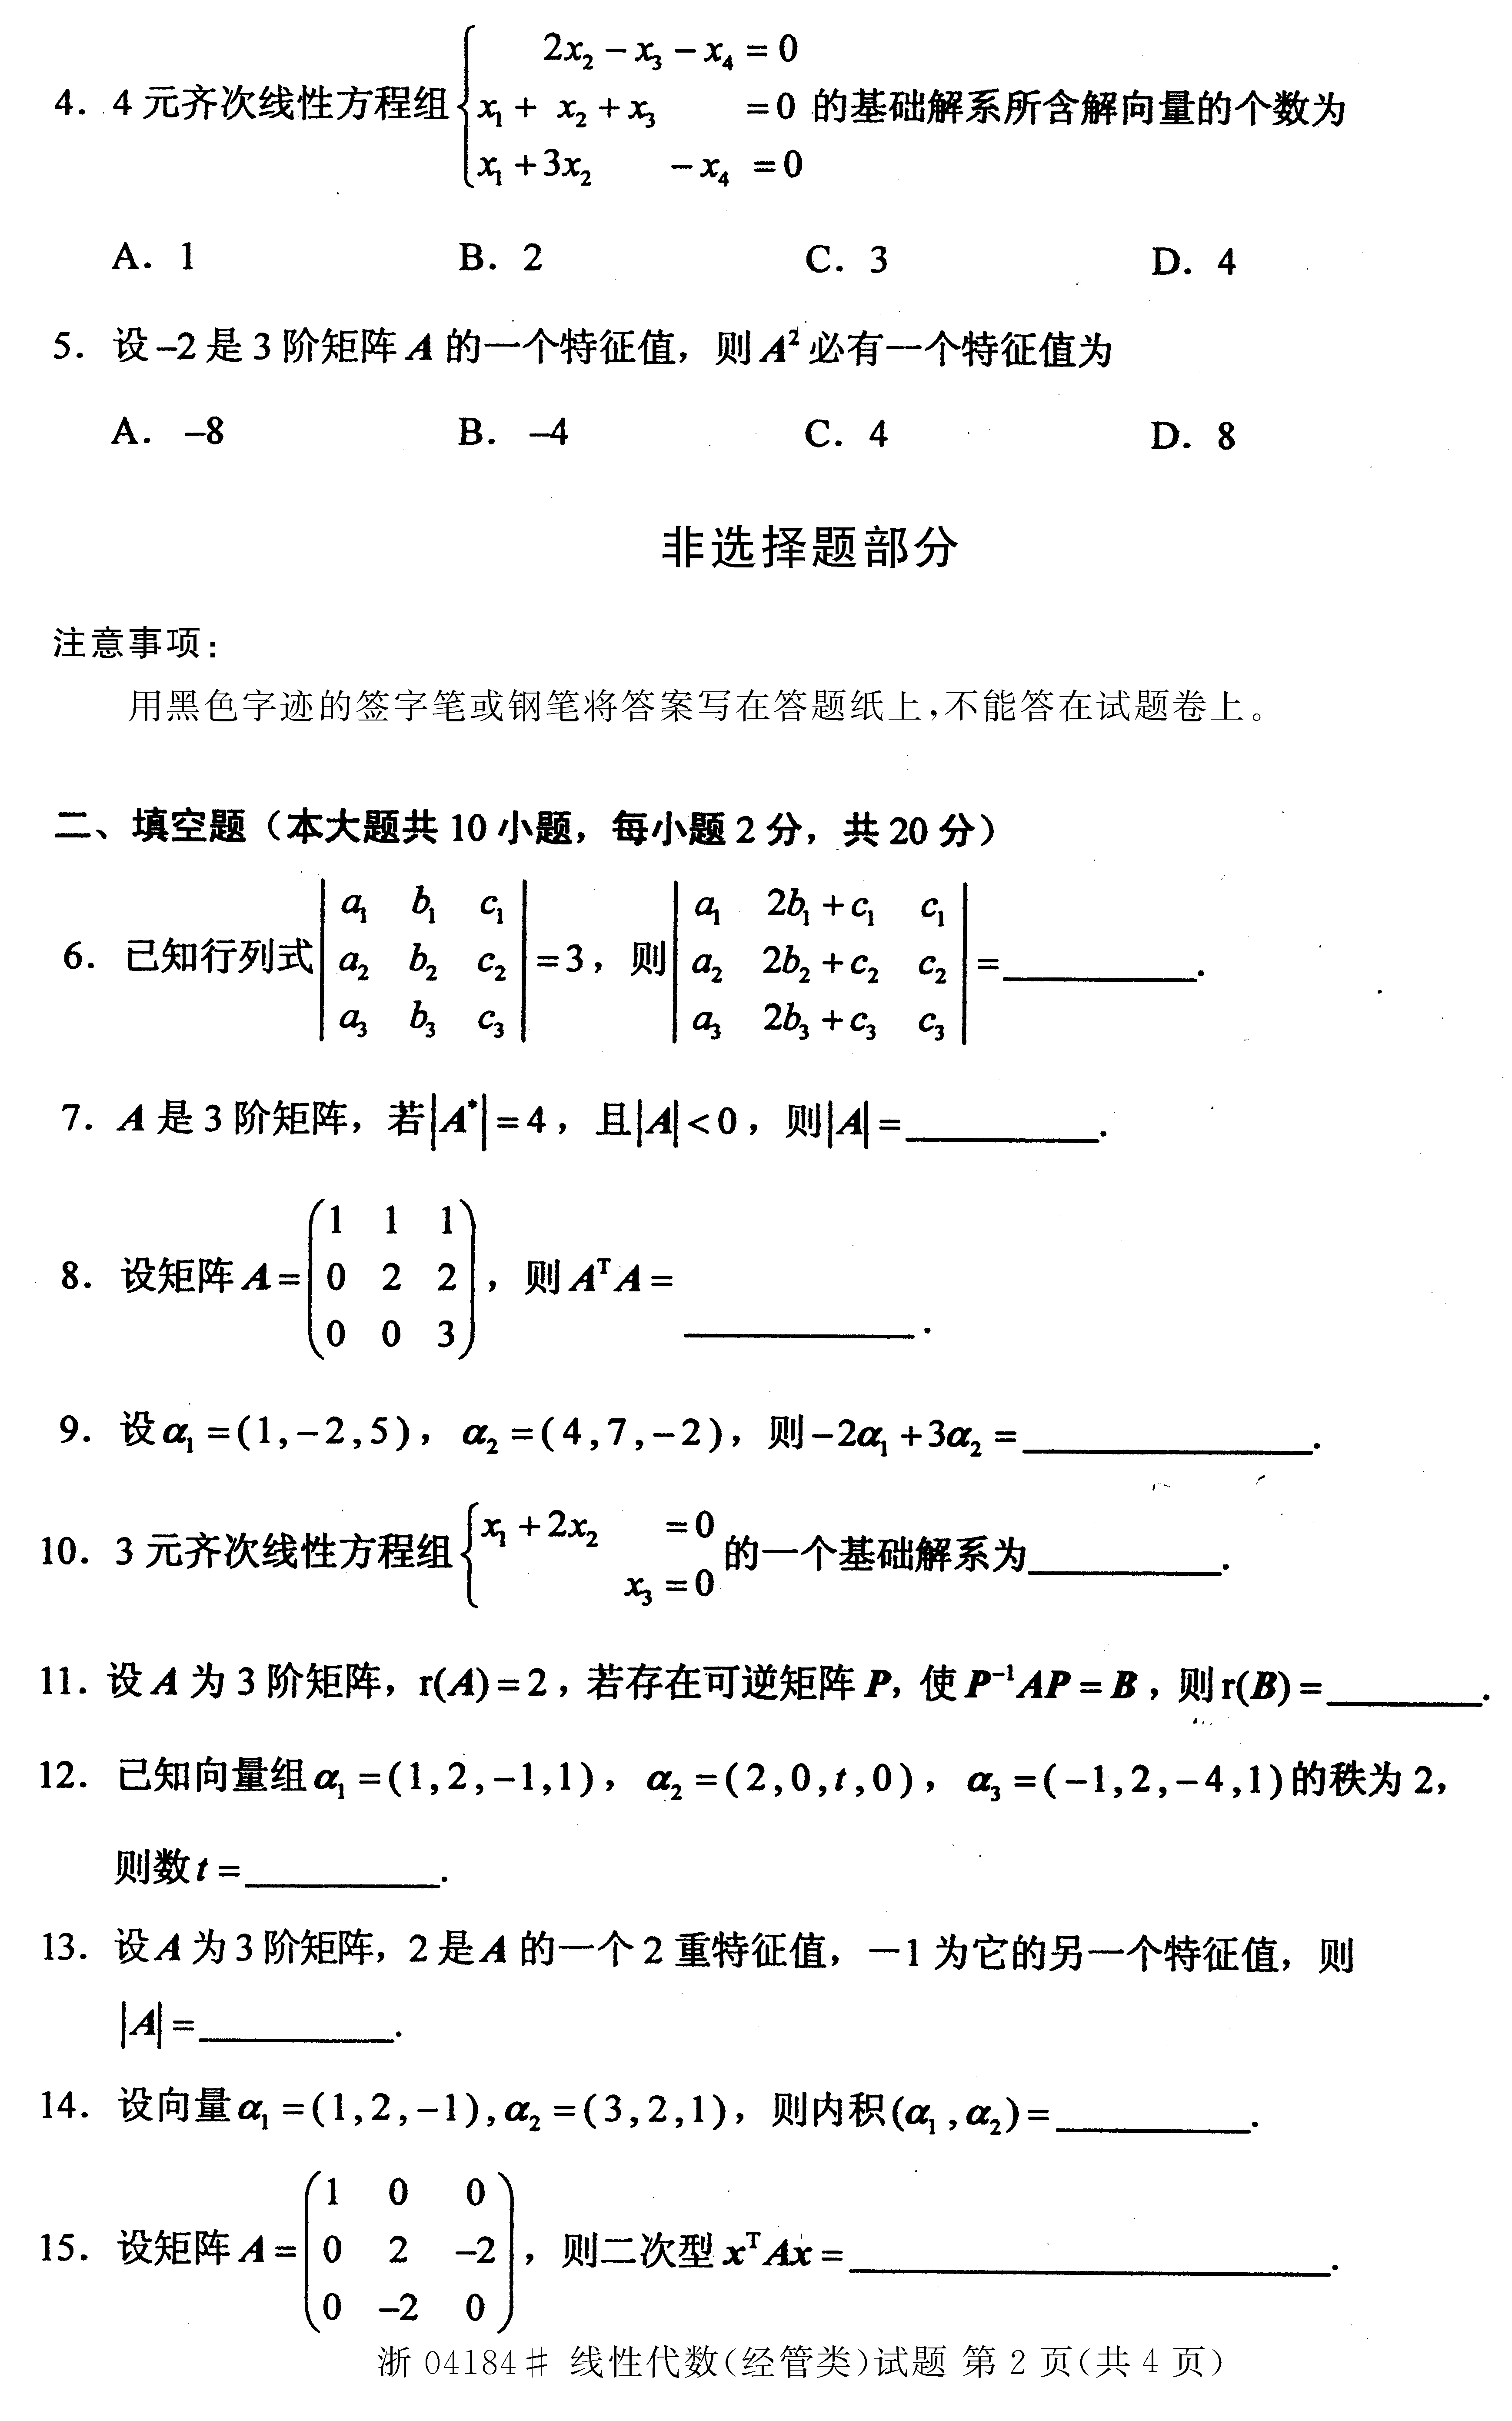 4. 4 元齐次线性方程组 { 2x₂ − x₃ − x₄ = 0
x₁ + x₂ + x₃ = 0 的基础解系所含解向量的个数为
x₁ + 3x₂ − x₄ = 0
A. 1 B. 2 C. 3 D. 4
5. 设 –2 是 3 阶矩阵 A 的一个特征值，则 A² 必有一个特征值为
A. –8 B. –4 C. 4 D. 8
非选择题部分
注意事项：
用黑色字迹的签字笔或钢笔将答案写在答题纸上，不能答在试题卷上。
二、填空题（本大题共 10 小题，每小题 2 分，共 20 分）
6. 已知行列式 | a₁ b₁ c₁ |
| a₂ b₂ c₂ | = 3，则
| a₃ b₃ c₃ |
| a₁ 2b₁ + c₁ c₁ |
| a₂ 2b₂ + c₂ c₂ | = __________.
| a₃ 2b₃ + c₃ c₃ |
7. A 是 3 阶矩阵，若 |A*| = 4，且 |A| < 0，则 |A| = __________.
8. 设矩阵 A = ( 1 1 1
0 2 2
0 0 3 )，则 AᵀA = __________.
9. 设 α₁ = (1, −2, 5)，α₂ = (4, 7, −2)，则 −2α₁ + 3α₂ = __________.
10. 3 元齐次线性方程组 { x₁ + 2x₂ = 0
x₃ = 0 的一个基础解系为__________.
11. 设 A 为 3 阶矩阵，r(A) = 2，若存在可逆矩阵 P，使 P⁻¹AP = B，则 r(B) = __________.
12. 已知向量组 α₁ = (1, 2, −1, 1)，α₂ = (2, 0, t, 0)，α₃ = (−1, 2, −4, 1) 的秩为 2，
则数 t = __________.
13. 设 A 为 3 阶矩阵，2 是 A 的一个 2 重特征值，−1 为它的另一个特征值，则
|A| = __________.
14. 设向量 α₁ = (1, 2, −1), α₂ = (3, 2, 1)，则内积 (α₁, α₂) = __________.
15. 设矩阵 A = ( 1 0 0
0 2 –2
0 –2 0 )，则二次型 xᵀAx = __________.
浙 04184# 线性代数（经管类）试题 第 2 页（共 4 页）